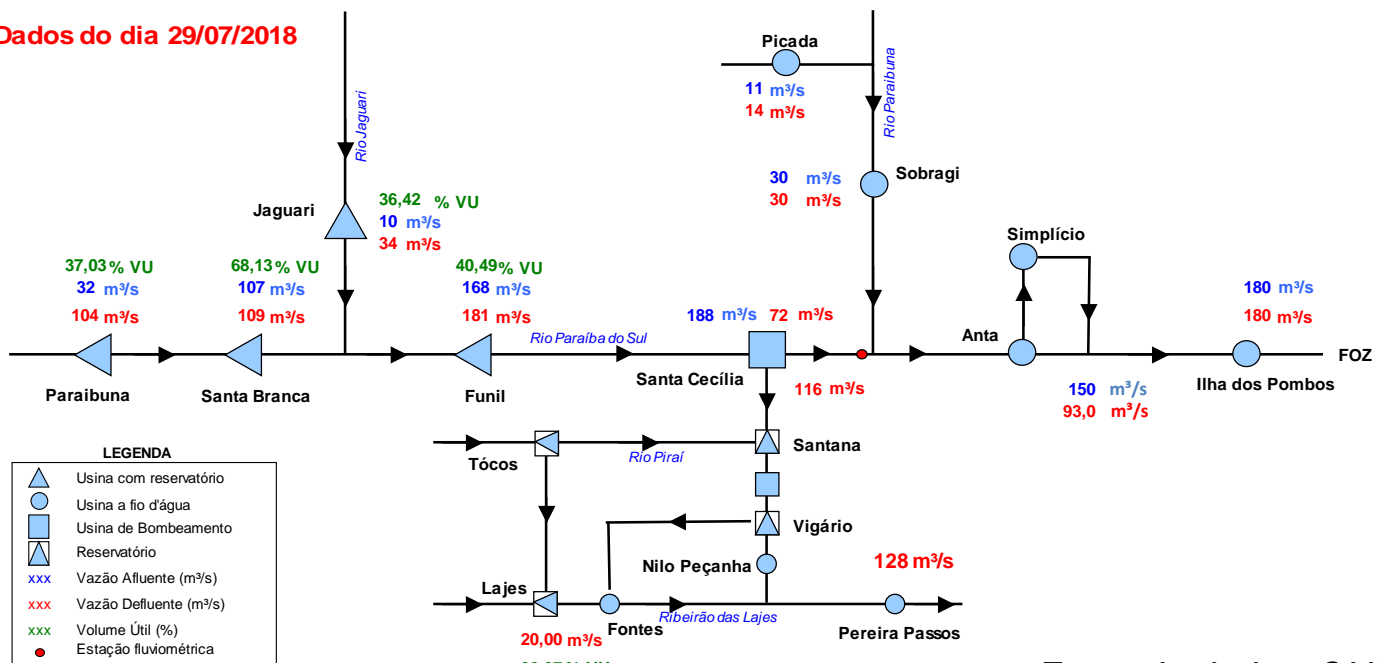 Dados do dia 29/07/2018
Picada
11 m³/s
14 m³/s
Rio Paraibuna
Rio Jaguari
30 m³/s
30 m³/s
Sobragi
Jaguari
36,42 % VU
10 m³/s
34 m³/s
Simplício
37,03% VU
32 m³/s
104 m³/s
68,13% VU
107 m³/s
109 m³/s
40,49% VU
168 m³/s
181 m³/s
188 m³/s 72 m³/s
180 m³/s
180 m³/s
Rio Paraíba do Sul
Anta
FOZ
Paraibuna
Santa Branca
Funil
Santa Cecília
116 m³/s
150 m³/s
93,0 m³/s
Ilha dos Pombos
Tócos
Rio Piraí
Santana
Vigário
Nilo Peçanha
128 m³/s
Lajes
Fontes
Ribeirão das Lajes
Pereira Passos
20,00 m³/s
LEGENDA
Usina com reservatório
Usina a fio d'água
Usina de Bombeamento
Reservatório
xxx Vazão Afluente (m³/s)
xxx Vazão Defluente (m³/s)
xxx Volume Útil (%)
Estação fluviométrica